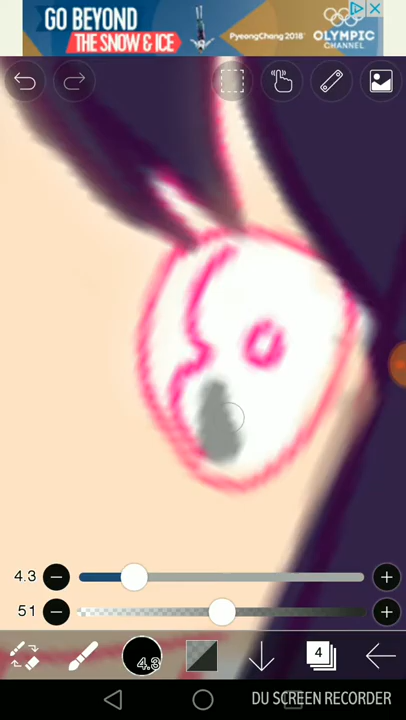 GO BEYOND
THE SNOW & ICE
PyeongChang 2018
OLYMPIC
CHANNEL
4.3
51
4.3
4
DU SCREEN RECORDER